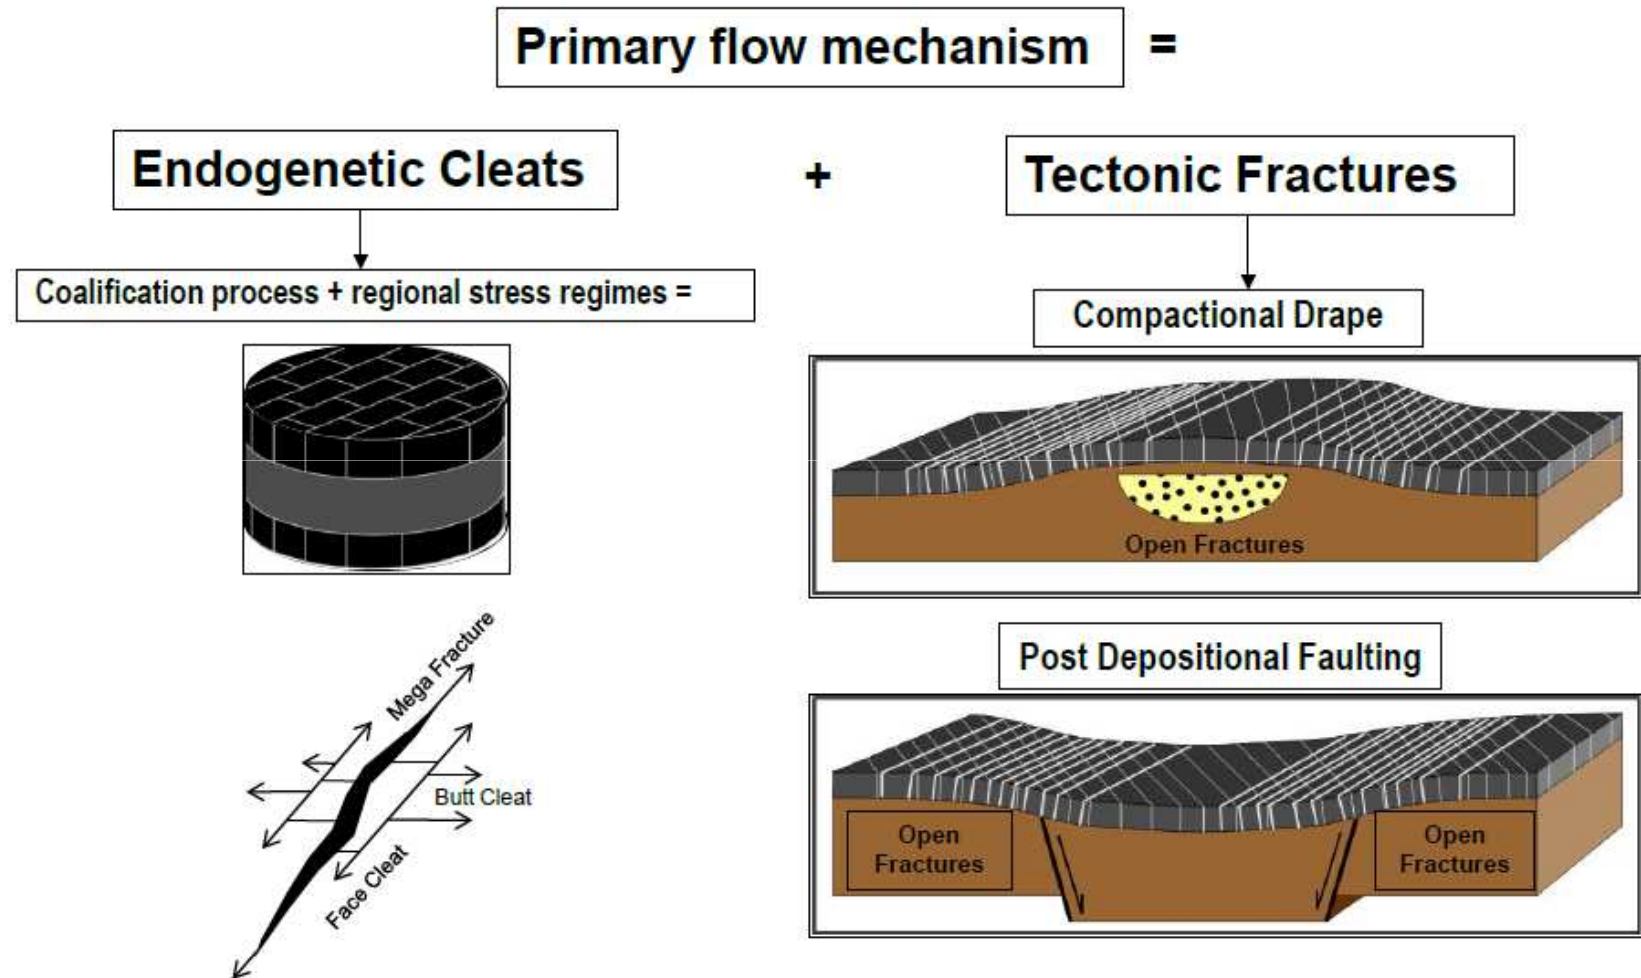 Primary flow mechanism =
Endogenetic Cleats + Tectonic Fractures
Coalification process + regional stress regimes =
Compactional Drape
Open Fractures
Mega Fracture
Butt Cleat
Face Cleat
Post Depositional Faulting
Open
Fractures
Open
Fractures